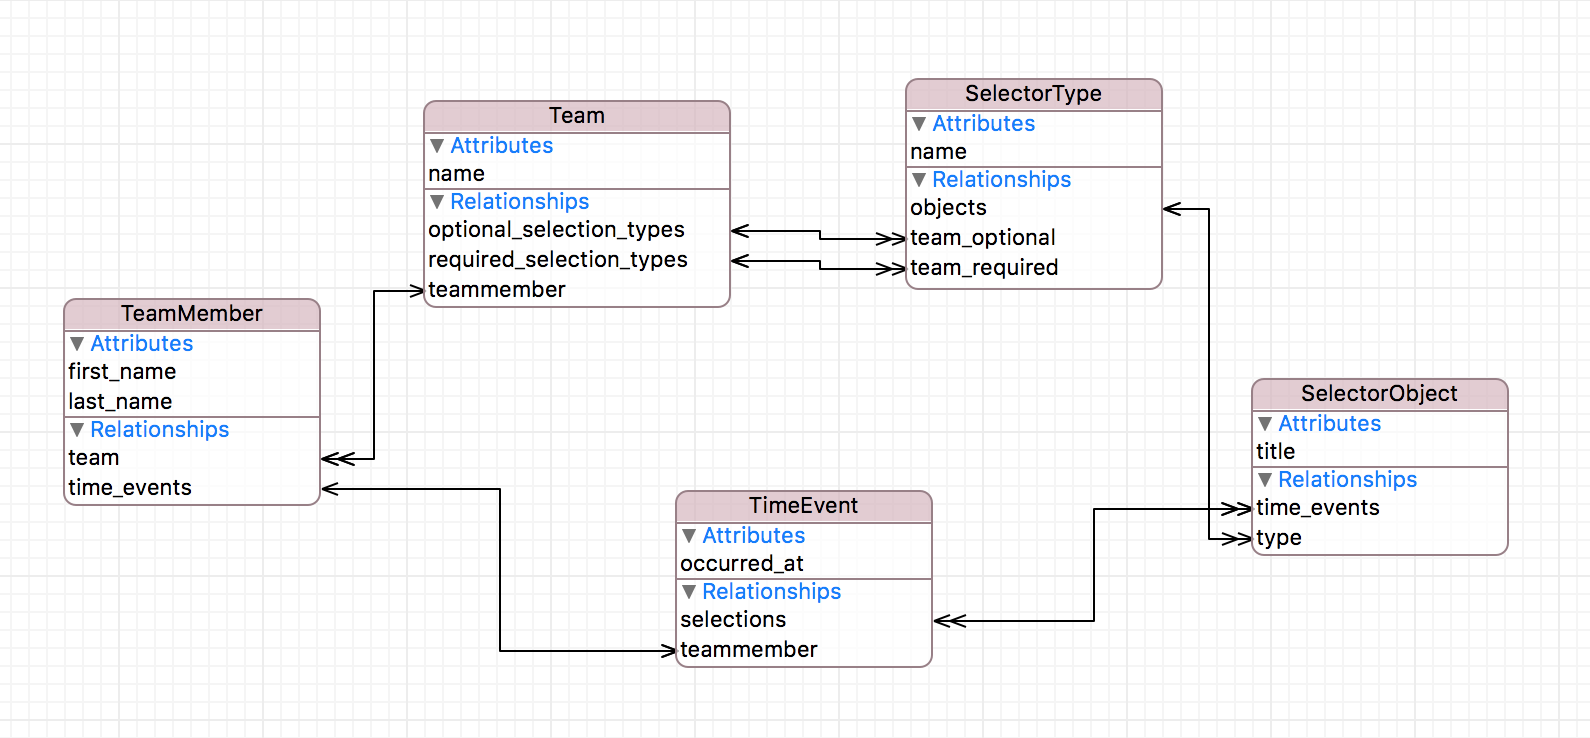 Team
▼ Attributes
name
▼ Relationships
optional_selection_types
required_selection_types
teammember
SelectorType
▼ Attributes
name
▼ Relationships
objects
team_optional
team_required
TeamMember
▼ Attributes
first_name
last_name
▼ Relationships
team
time_events
TimeEvent
▼ Attributes
occurred_at
▼ Relationships
selections
teammember
SelectorObject
▼ Attributes
title
▼ Relationships
time_events
type